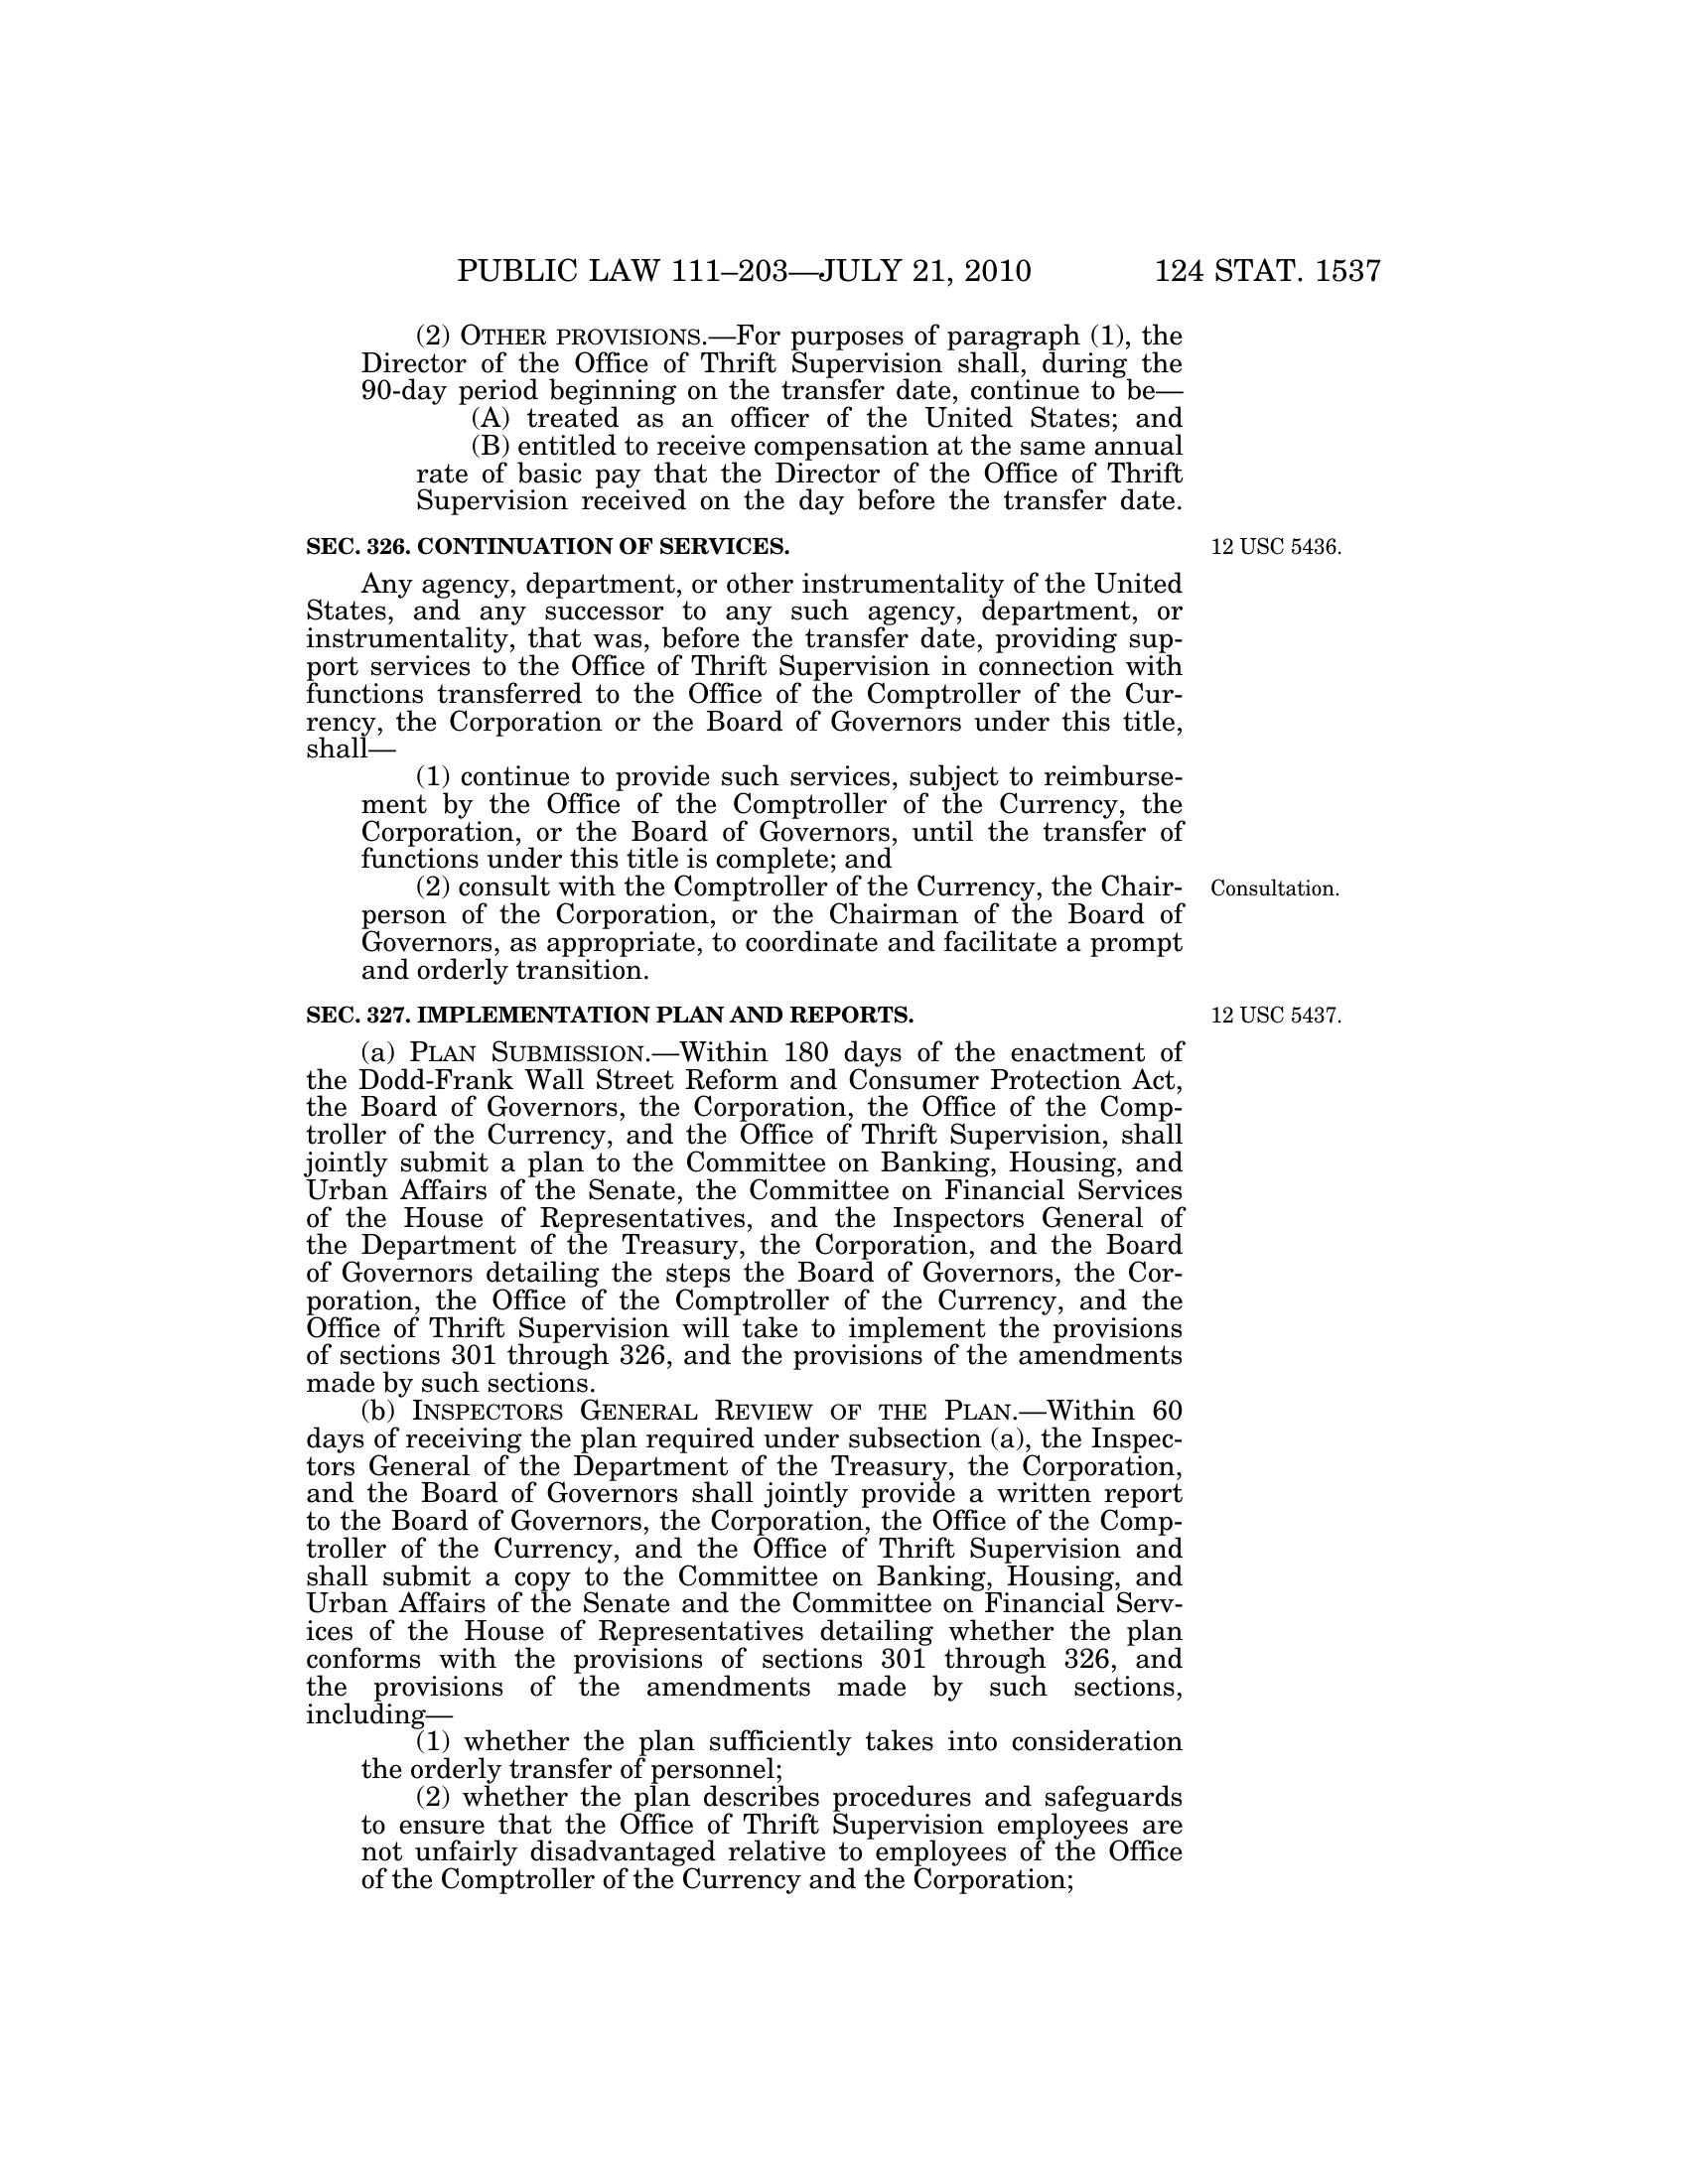 PUBLIC LAW 111–203—JULY 21, 2010 124 STAT. 1537
(2) OTHER PROVISIONS.—For purposes of paragraph (1), the
Director of the Office of Thrift Supervision shall, during the
90-day period beginning on the transfer date, continue to be—
(A) treated as an officer of the United States; and
(B) entitled to receive compensation at the same annual
rate of basic pay that the Director of the Office of Thrift
Supervision received on the day before the transfer date.
SEC. 326. CONTINUATION OF SERVICES. 12 USC 5436.
Any agency, department, or other instrumentality of the United
States, and any successor to any such agency, department, or
instrumentality, that was, before the transfer date, providing sup-
port services to the Office of Thrift Supervision in connection with
functions transferred to the Office of the Comptroller of the Cur-
rency, the Corporation or the Board of Governors under this title,
shall—
(1) continue to provide such services, subject to reimburse-
ment by the Office of the Comptroller of the Currency, the
Corporation, or the Board of Governors, until the transfer of
functions under this title is complete; and
(2) consult with the Comptroller of the Currency, the Chair- Consultation.
person of the Corporation, or the Chairman of the Board of
Governors, as appropriate, to coordinate and facilitate a prompt
and orderly transition.
SEC. 327. IMPLEMENTATION PLAN AND REPORTS. 12 USC 5437.
(a) PLAN SUBMISSION.—Within 180 days of the enactment of
the Dodd-Frank Wall Street Reform and Consumer Protection Act,
the Board of Governors, the Corporation, the Office of the Comp-
troller of the Currency, and the Office of Thrift Supervision, shall
jointly submit a plan to the Committee on Banking, Housing, and
Urban Affairs of the Senate, the Committee on Financial Services
of the House of Representatives, and the Inspectors General of
the Department of the Treasury, the Corporation, and the Board
of Governors detailing the steps the Board of Governors, the Cor-
poration, the Office of the Comptroller of the Currency, and the
Office of Thrift Supervision will take to implement the provisions
of sections 301 through 326, and the provisions of the amendments
made by such sections.
(b) INSPECTORS GENERAL REVIEW OF THE PLAN.—Within 60
days of receiving the plan required under subsection (a), the Inspec-
tors General of the Department of the Treasury, the Corporation,
and the Board of Governors shall jointly provide a written report
to the Board of Governors, the Corporation, the Office of the Comp-
troller of the Currency, and the Office of Thrift Supervision and
shall submit a copy to the Committee on Banking, Housing, and
Urban Affairs of the Senate and the Committee on Financial Serv-
ices of the House of Representatives detailing whether the plan
conforms with the provisions of sections 301 through 326, and
the provisions of the amendments made by such sections,
including—
(1) whether the plan sufficiently takes into consideration
the orderly transfer of personnel;
(2) whether the plan describes procedures and safeguards
to ensure that the Office of Thrift Supervision employees are
not unfairly disadvantaged relative to employees of the Office
of the Comptroller of the Currency and the Corporation;